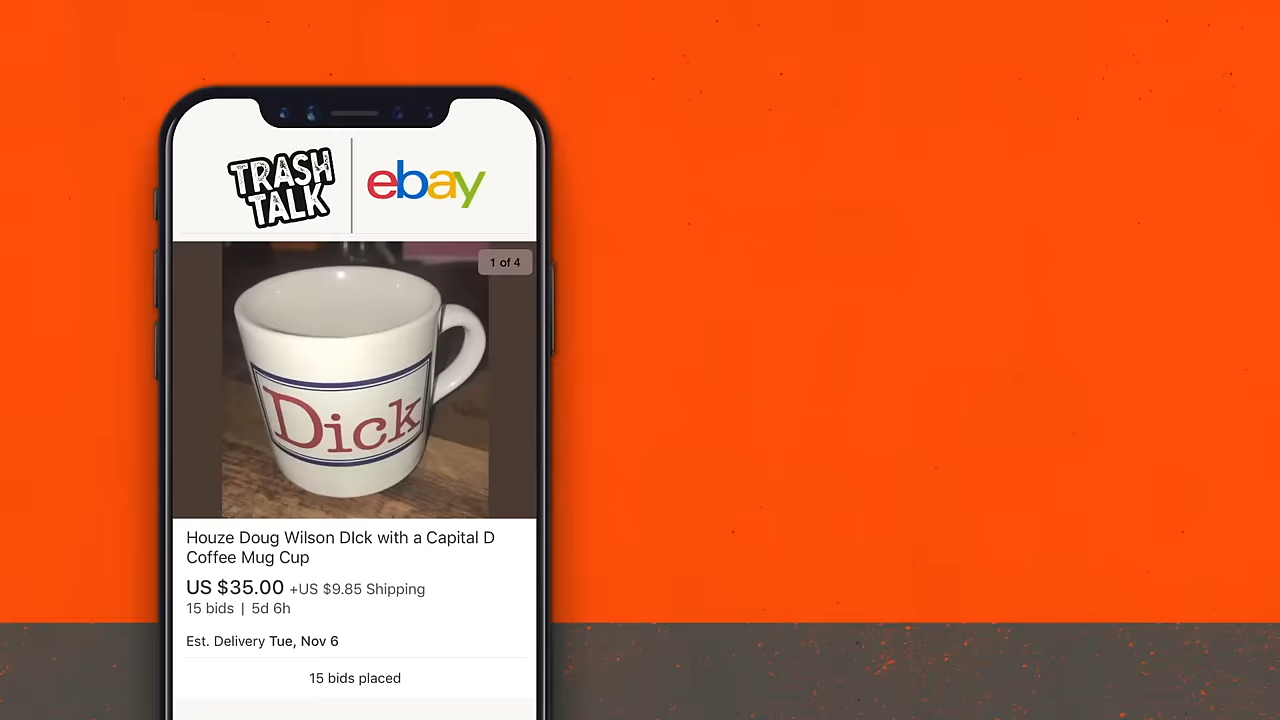 TRASH
TALK
ebay
1 of 4
Dick
Houze Doug Wilson DIck with a Capital D
Coffee Mug Cup
US $35.00 +US $9.85 Shipping
15 bids | 5d 6h
Est. Delivery Tue, Nov 6
15 bids placed